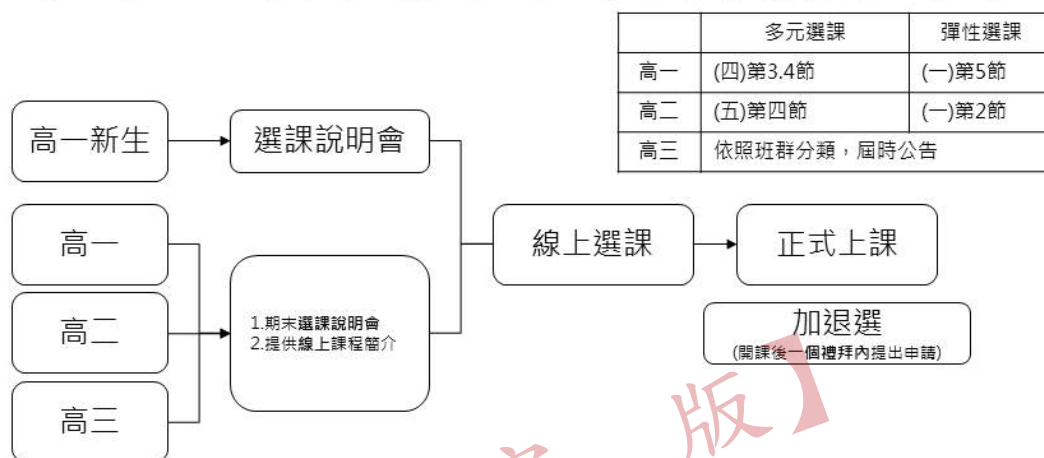 多元選課 彈性選課
高一 (四)第3.4節 (一)第5節
高二 (五)第四節 (一)第2節
高三 依照班群分類，屆時公告
高一新生
選課說明會
高一
高二
高三
1.期末選課說明會
2.提供線上課程簡介
線上選課
正式上課
加退選
(開課後一個禮拜內提出申請)
版】